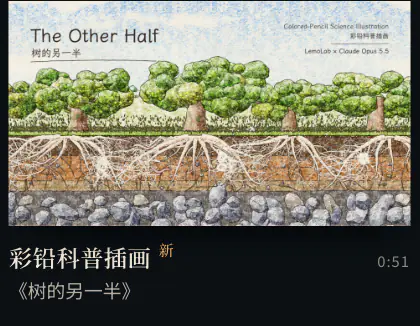 The Other Half
树的另一半
Colored-Pencil Science Illustration
彩铅科普插画
LemoLab x Claude Opus 5.5
彩铅科普插画 新
0:51
《树的另一半》